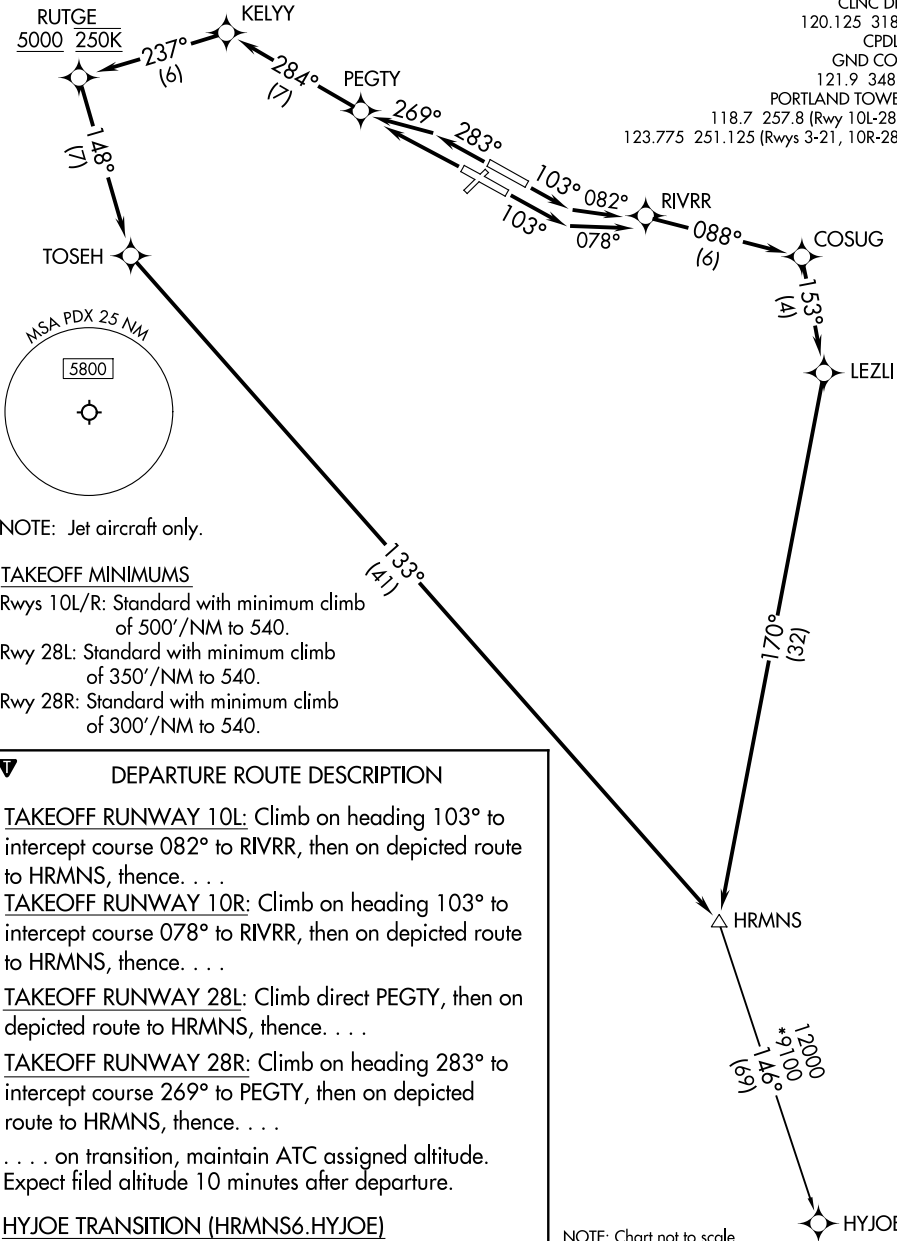 RUTGE
5000 250K
KELYY
237°
(6)
284°
(7)
PEGTY
269°
283°
148°
(7)
103°
082°
103°
078°
RIVRR
088°
(6)
COSUG
153°
(4)
LEZLI
TOSEH
120.125 318
CPDL
GND CO
121.9 348
PORTLAND TOWE
118.7 257.8 (Rwy 10L-28
123.775 251.125 (Rwys 3-21, 10R-28
MSA PDX 25 NM
5800
NOTE: Jet aircraft only.
133°
(41)
170°
(32)
TAKEOFF MINIMUMS
Rwys 10L/R: Standard with minimum climb
of 500'/NM to 540.
Rwy 28L: Standard with minimum climb
of 350'/NM to 540.
Rwy 28R: Standard with minimum climb
of 300'/NM to 540.
T
DEPARTURE ROUTE DESCRIPTION
TAKEOFF RUNWAY 10L: Climb on heading 103° to
intercept course 082° to RIVRR, then on depicted route
to HRMNS, thence. . . .
TAKEOFF RUNWAY 10R: Climb on heading 103° to
intercept course 078° to RIVRR, then on depicted route
to HRMNS, thence. . . .
TAKEOFF RUNWAY 28L: Climb direct PEGTY, then on
depicted route to HRMNS, thence. . . .
TAKEOFF RUNWAY 28R: Climb on heading 283° to
intercept course 269° to PEGTY, then on depicted
route to HRMNS, thence. . . .
. . . . on transition, maintain ATC assigned altitude.
Expect filed altitude 10 minutes after departure.
HYJOE TRANSITION (HRMNS6.HYJOE)
HRMNS
12000
*9100
146°
(69)
HYJOE
NOTE: Chart not to scale